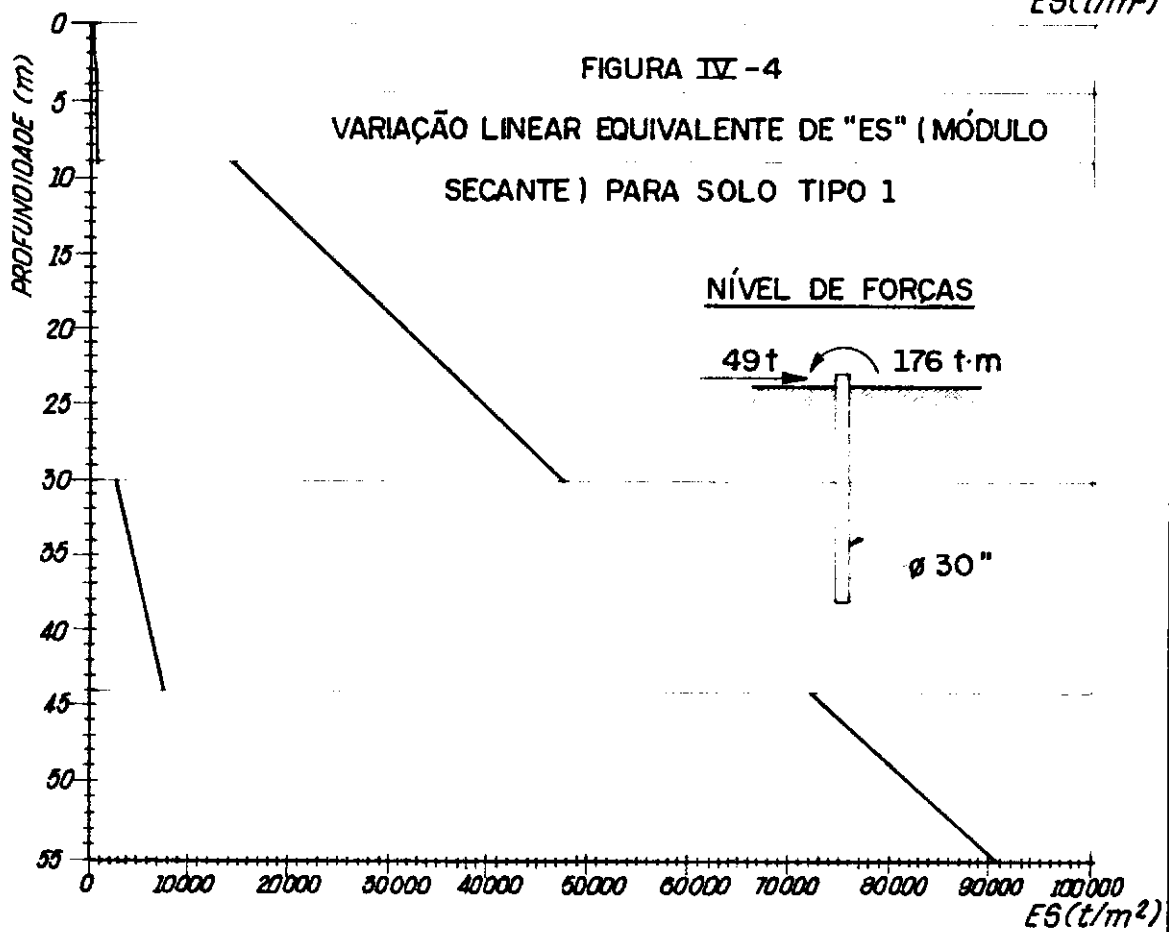 ES(t/m²)
FIGURA IV-4
VARIAÇÃO LINEAR EQUIVALENTE DE "ES" (MÓDULO
SECANTE) PARA SOLO TIPO 1
NÍVEL DE FORÇAS
49t
176 t·m
ø 30"
PROFUNDIDADE (m)
0
5
10
15
20
25
30
35
40
45
50
55
0
10000
20000
30000
40000
50000
60000
70000
80000
90000
100000
ES(t/m²)